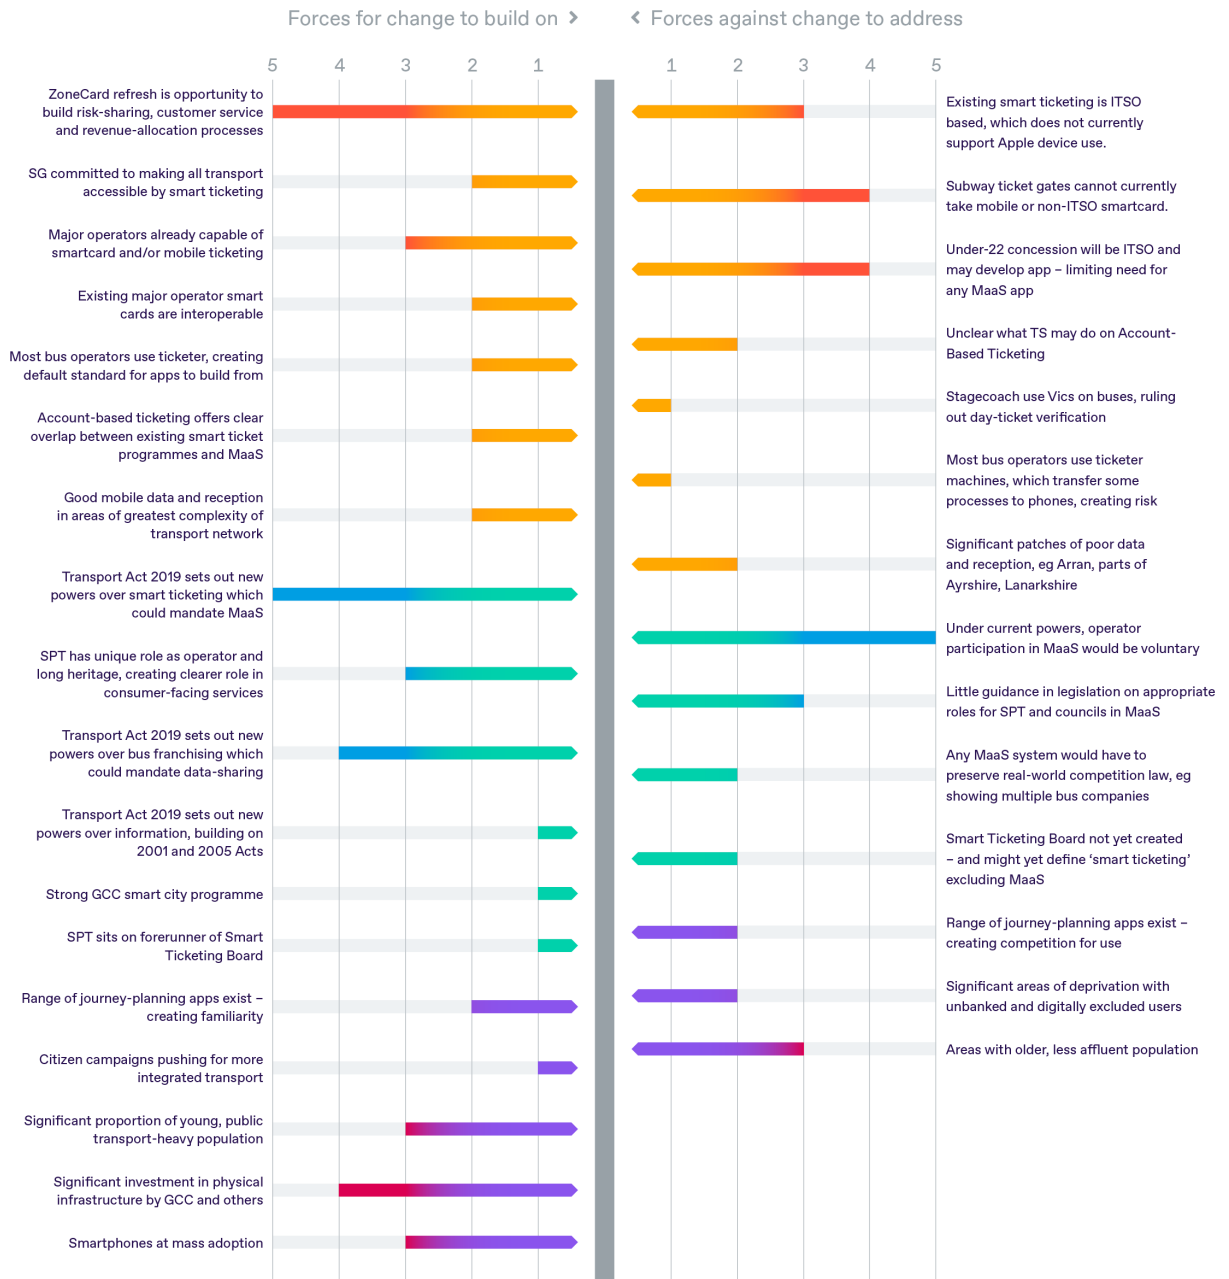 Forces for change to build on >
< Forces against change to address
5 4 3 2 1
1 2 3 4 5
ZoneCard refresh is opportunity to
build risk-sharing, customer service
and revenue-allocation processes
SG committed to making all transport
accessible by smart ticketing
Major operators already capable of
smartcard and/or mobile ticketing
Existing major operator smart
cards are interoperable
Most bus operators use ticketer, creating
default standard for apps to build from
Account-based ticketing offers clear
overlap between existing smart ticket
programmes and MaaS
Good mobile data and reception
in areas of greatest complexity of
transport network
Transport Act 2019 sets out new
powers over smart ticketing which
could mandate MaaS
SPT has unique role as operator and
long heritage, creating clearer role in
consumer-facing services
Transport Act 2019 sets out new
powers over bus franchising which
could mandate data-sharing
Transport Act 2019 sets out new
powers over information, building on
2001 and 2005 Acts
Strong GCC smart city programme
SPT sits on forerunner of Smart
Ticketing Board
Range of journey-planning apps exist –
creating familiarity
Citizen campaigns pushing for more
integrated transport
Significant proportion of young, public
transport-heavy population
Significant investment in physical
infrastructure by GCC and others
Smartphones at mass adoption
Existing smart ticketing is ITSO
based, which does not currently
support Apple device use.
Subway ticket gates cannot currently
take mobile or non-ITSO smartcard.
Under-22 concession will be ITSO and
may develop app – limiting need for
any MaaS app
Unclear what TS may do on Account-
Based Ticketing
Stagecoach use Vics on buses, ruling
out day-ticket verification
Most bus operators use ticketer
machines, which transfer some
processes to phones, creating risk
Significant patches of poor data
and reception, eg Arran, parts of
Ayrshire, Lanarkshire
Under current powers, operator
participation in MaaS would be voluntary
Little guidance in legislation on appropriate
roles for SPT and councils in MaaS
Any MaaS system would have to
preserve real-world competition law, eg
showing multiple bus companies
Smart Ticketing Board not yet created
– and might yet define ‘smart ticketing’
excluding MaaS
Range of journey-planning apps exist –
creating competition for use
Significant areas of deprivation with
unbanked and digitally excluded users
Areas with older, less affluent population